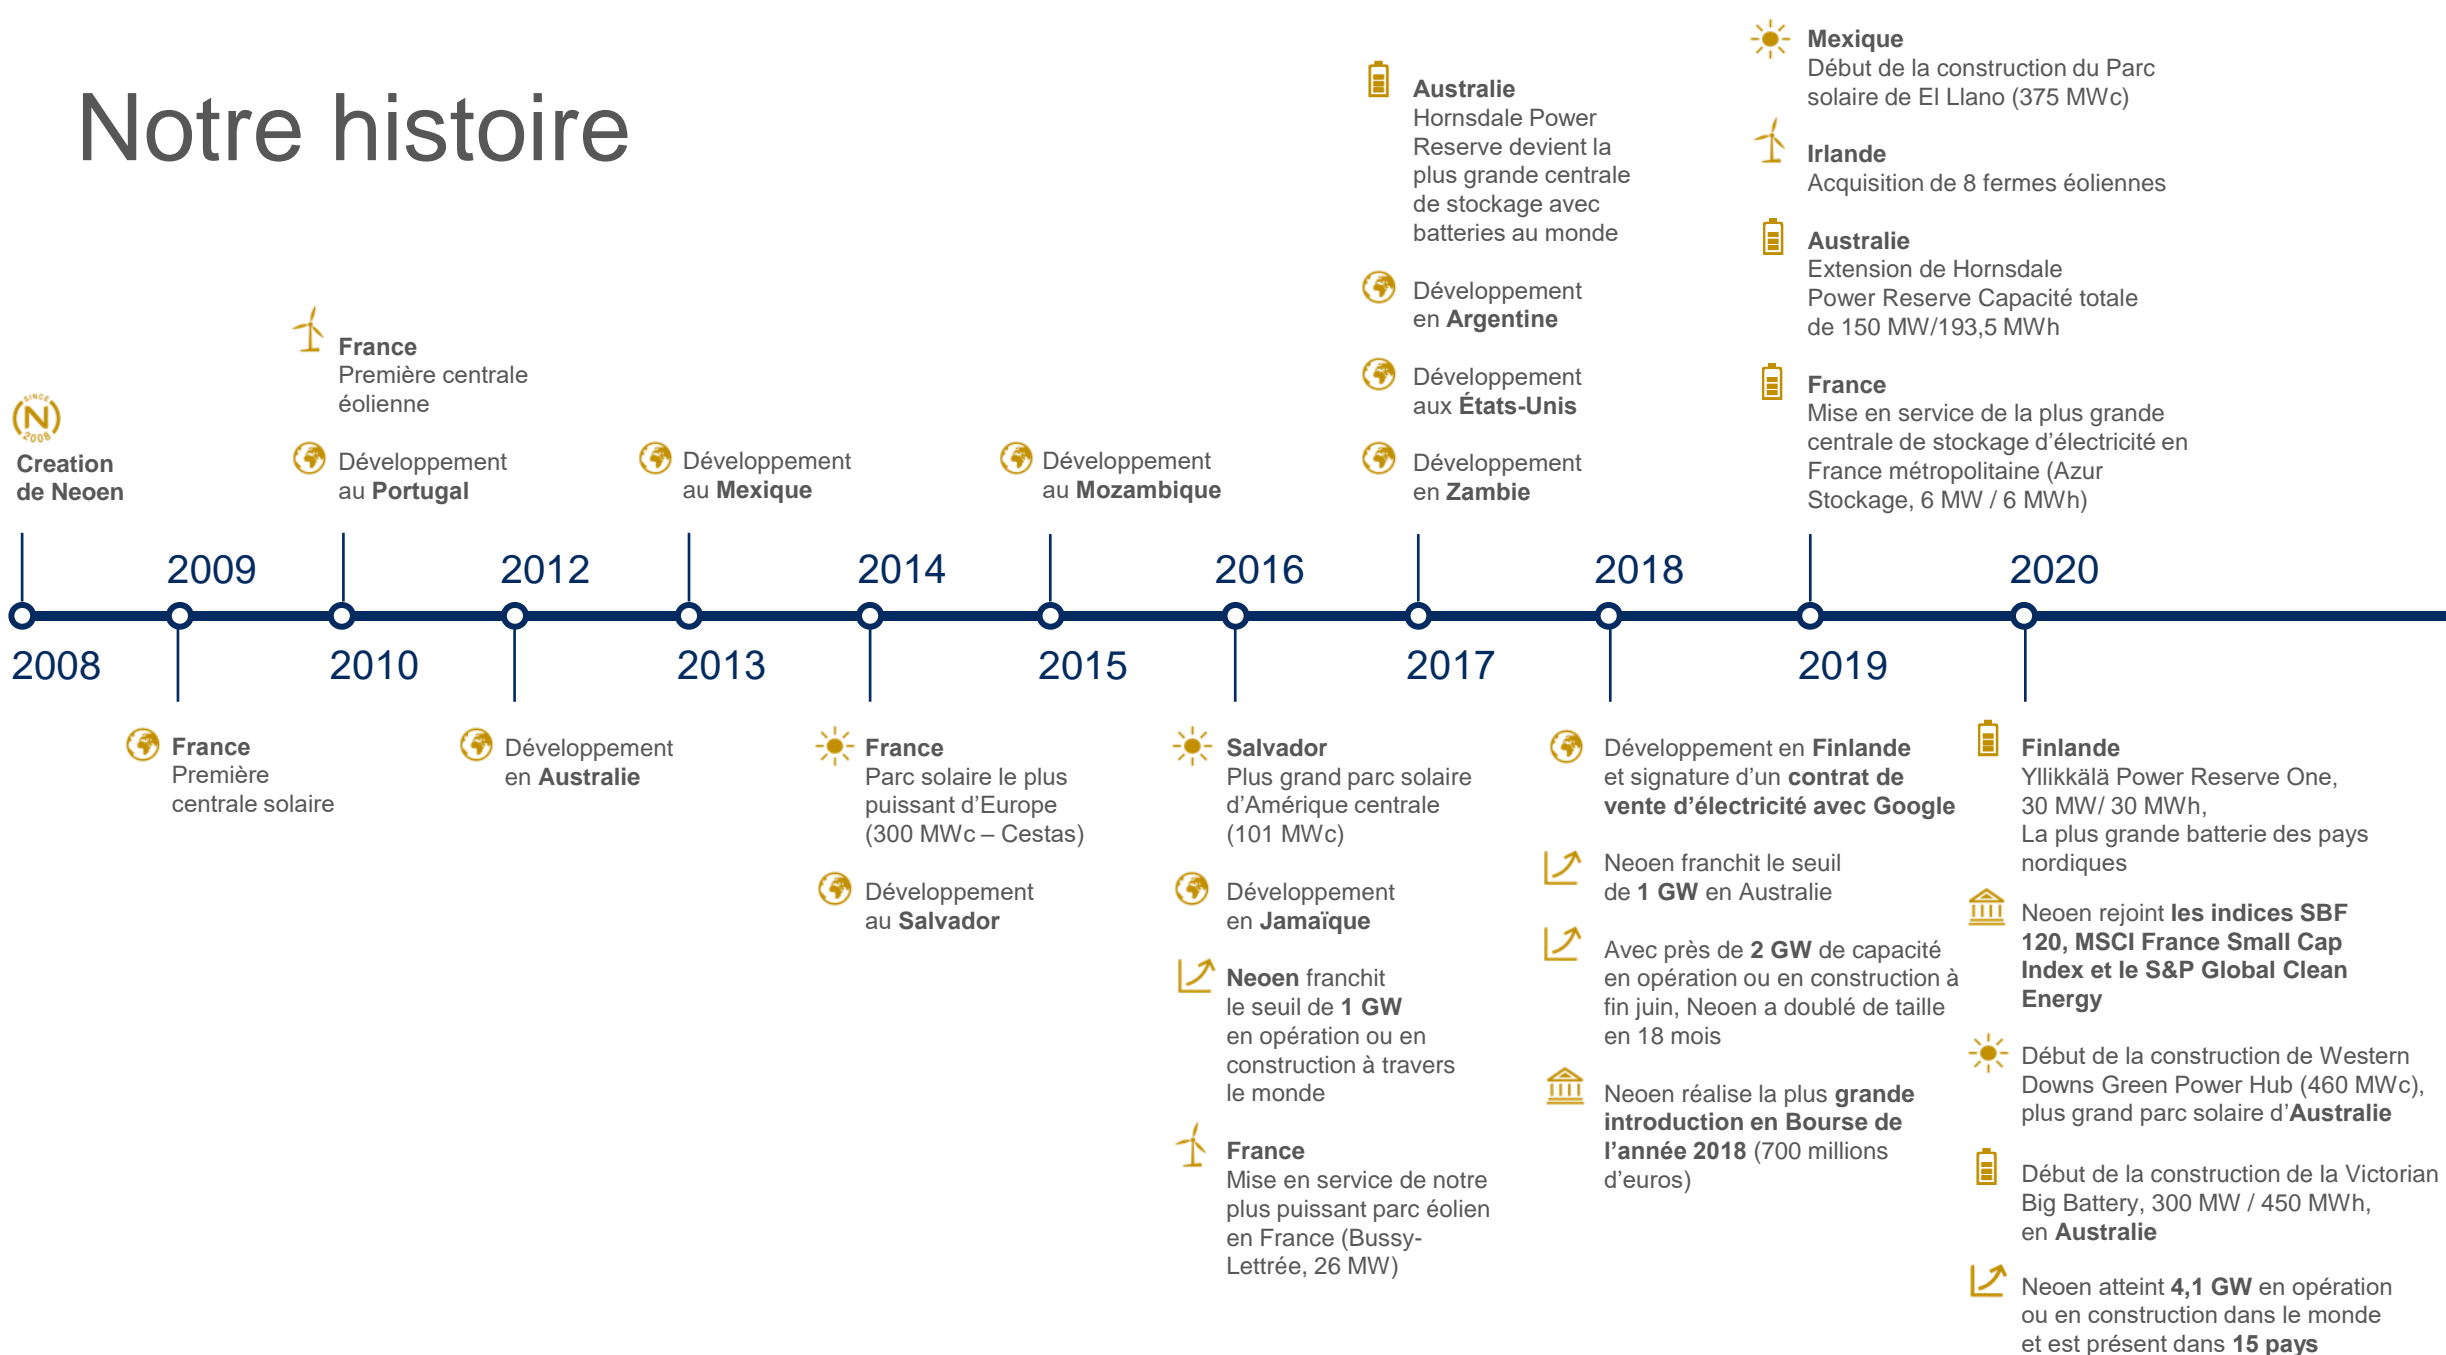 Notre histoire
SINCE
N
2008
Creation
de Neoen
2008
2009
France
Première
centrale solaire
France
Première centrale
éolienne
Développement
au Portugal
2010
2012
Développement
en Australie
Développement
au Mexique
2013
2014
France
Parc solaire le plus
puissant d’Europe
(300 MWc – Cestas)
Développement
au Salvador
Développement
au Mozambique
2015
2016
Salvador
Plus grand parc solaire
d’Amérique centrale
(101 MWc)
Développement
en Jamaïque
Neoen franchit
le seuil de 1 GW
en opération ou en
construction à travers
le monde
France
Mise en service de notre
plus puissant parc éolien
en France (Bussy-
Lettrée, 26 MW)
Australie
Hornsdale Power
Reserve devient la
plus grande centrale
de stockage avec
batteries au monde
Développement
en Argentine
Développement
aux États-Unis
Développement
en Zambie
2017
2018
Développement en Finlande
et signature d’un contrat de
vente d’électricité avec Google
Neoen franchit le seuil
de 1 GW en Australie
Avec près de 2 GW de capacité
en opération ou en construction à
fin juin, Neoen a doublé de taille
en 18 mois
Neoen réalise la plus grande
introduction en Bourse de
l’année 2018 (700 millions
d’euros)
Mexique
Début de la construction du Parc
solaire de El Llano (375 MWc)
Irlande
Acquisition de 8 fermes éoliennes
Australie
Extension de Hornsdale
Power Reserve Capacité totale
de 150 MW/193,5 MWh
France
Mise en service de la plus grande
centrale de stockage d’électricité en
France métropolitaine (Azur
Stockage, 6 MW / 6 MWh)
2019
2020
Finlande
Yllikkälä Power Reserve One,
30 MW/ 30 MWh,
La plus grande batterie des pays
nordiques
Neoen rejoint les indices SBF
120, MSCI France Small Cap
Index et le S&P Global Clean
Energy
Début de la construction de Western
Downs Green Power Hub (460 MWc),
plus grand parc solaire d’Australie
Début de la construction de la Victorian
Big Battery, 300 MW / 450 MWh,
en Australie
Neoen atteint 4,1 GW en opération
ou en construction dans le monde
et est présent dans 15 pays